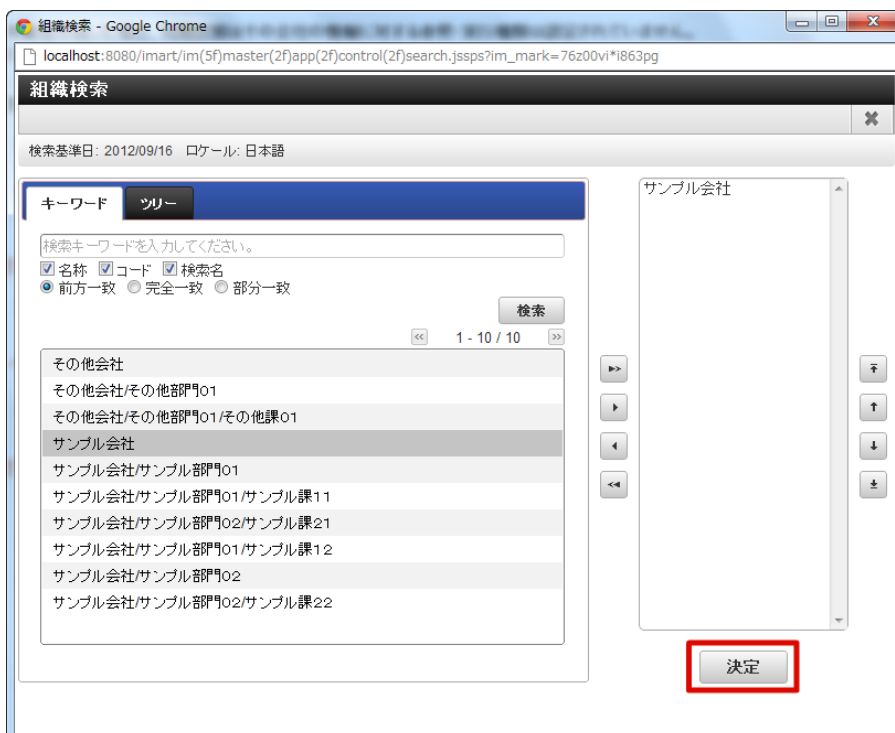 組織検索 - Google Chrome
localhost:8080/imart/im(5f)master(2f)app(2f)control(2f)search.jssps?im_mark=76z00vi*i863pg
組織検索
検索基準日: 2012/09/16 ロケール: 日本語
キーワード ツリー
検索キーワードを入力してください。
名称 コード 検索名
前方一致 完全一致 部分一致
検索
1 - 10 / 10
その他会社
その他会社/その他部門01
その他会社/その他部門01/その他課01
サンプル会社
サンプル会社/サンプル部門01
サンプル会社/サンプル部門01/サンプル課11
サンプル会社/サンプル部門02/サンプル課21
サンプル会社/サンプル部門01/サンプル課12
サンプル会社/サンプル部門02
サンプル会社/サンプル部門02/サンプル課22
サンプル会社
決定